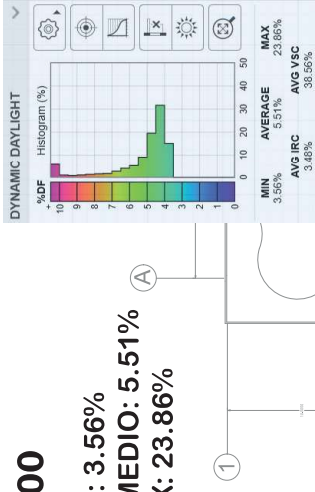 00
: 3.56%
MEDIO: 5.51%
X: 23.86%
A
1
DYNAMIC DAYLIGHT
%DF
Histogram (%)
+
10
9
8
7
6
5
4
3
2
1
0
0
10
20
30
40
50
MIN
3.56%
AVERAGE
5.51%
MAX
23.86%
AVG IRC
3.48%
AVG VSC
38.56%